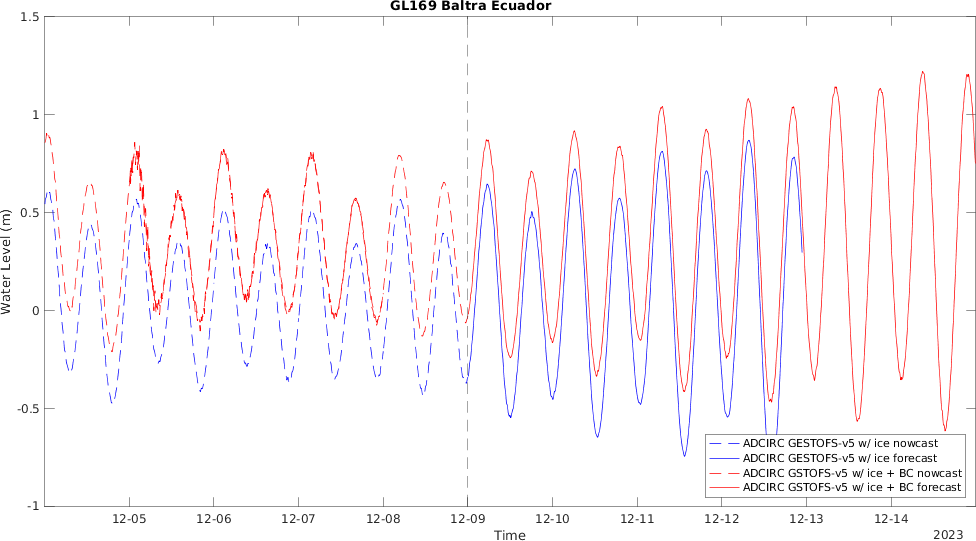 GL169 Baltra Ecuador
1.5
1
0.5
0
-0.5
-1
Water Level (m)
ADCIRC GESTOFS-v5 w/ ice nowcast
ADCIRC GESTOFS-v5 w/ ice forecast
ADCIRC GSTOFS-v5 w/ ice + BC nowcast
ADCIRC GSTOFS-v5 w/ ice + BC forecast
12-05 12-06 12-07 12-08 12-09 12-10 12-11 12-12 12-13 12-14
Time
2023